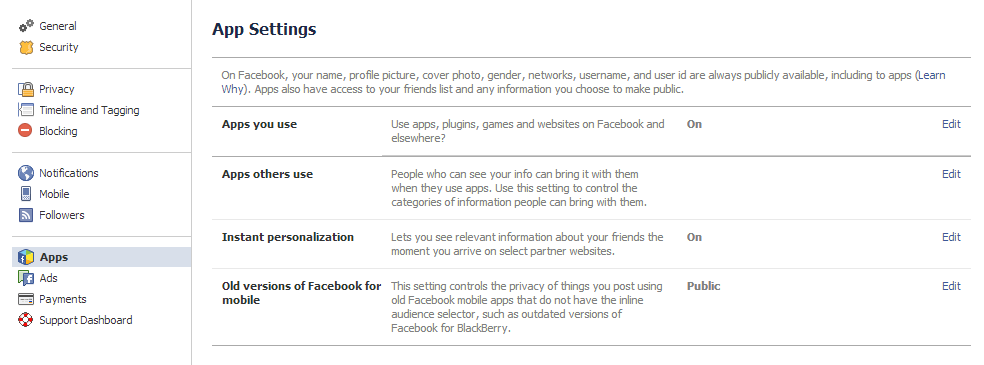 General
Security
Privacy
Timeline and Tagging
Blocking
Notifications
Mobile
Followers
Apps
Ads
Payments
Support Dashboard
App Settings
On Facebook, your name, profile picture, cover photo, gender, networks, username, and user id are always publicly available, including to apps (Learn
Why). Apps also have access to your friends list and any information you choose to make public.
Apps you use
Use apps, plugins, games and websites on Facebook and
elsewhere?
On
Edit
Apps others use
People who can see your info can bring it with them
when they use apps. Use this setting to control the
categories of information people can bring with them.
Edit
Instant personalization
Lets you see relevant information about your friends the
moment you arrive on select partner websites.
On
Edit
Old versions of Facebook for
mobile
This setting controls the privacy of things you post using
old Facebook mobile apps that do not have the inline
audience selector, such as outdated versions of
Facebook for BlackBerry.
Public
Edit